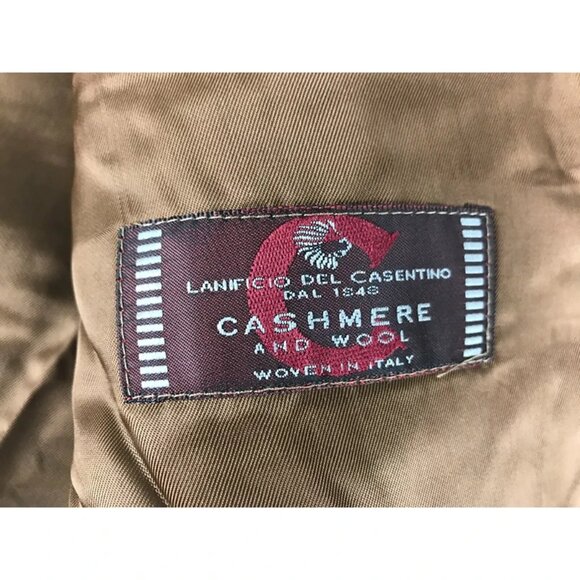 C
LANIFICIO DEL CASENTINO
DAL 1848
CASHMERE
AND WOOL
WOVEN IN ITALY